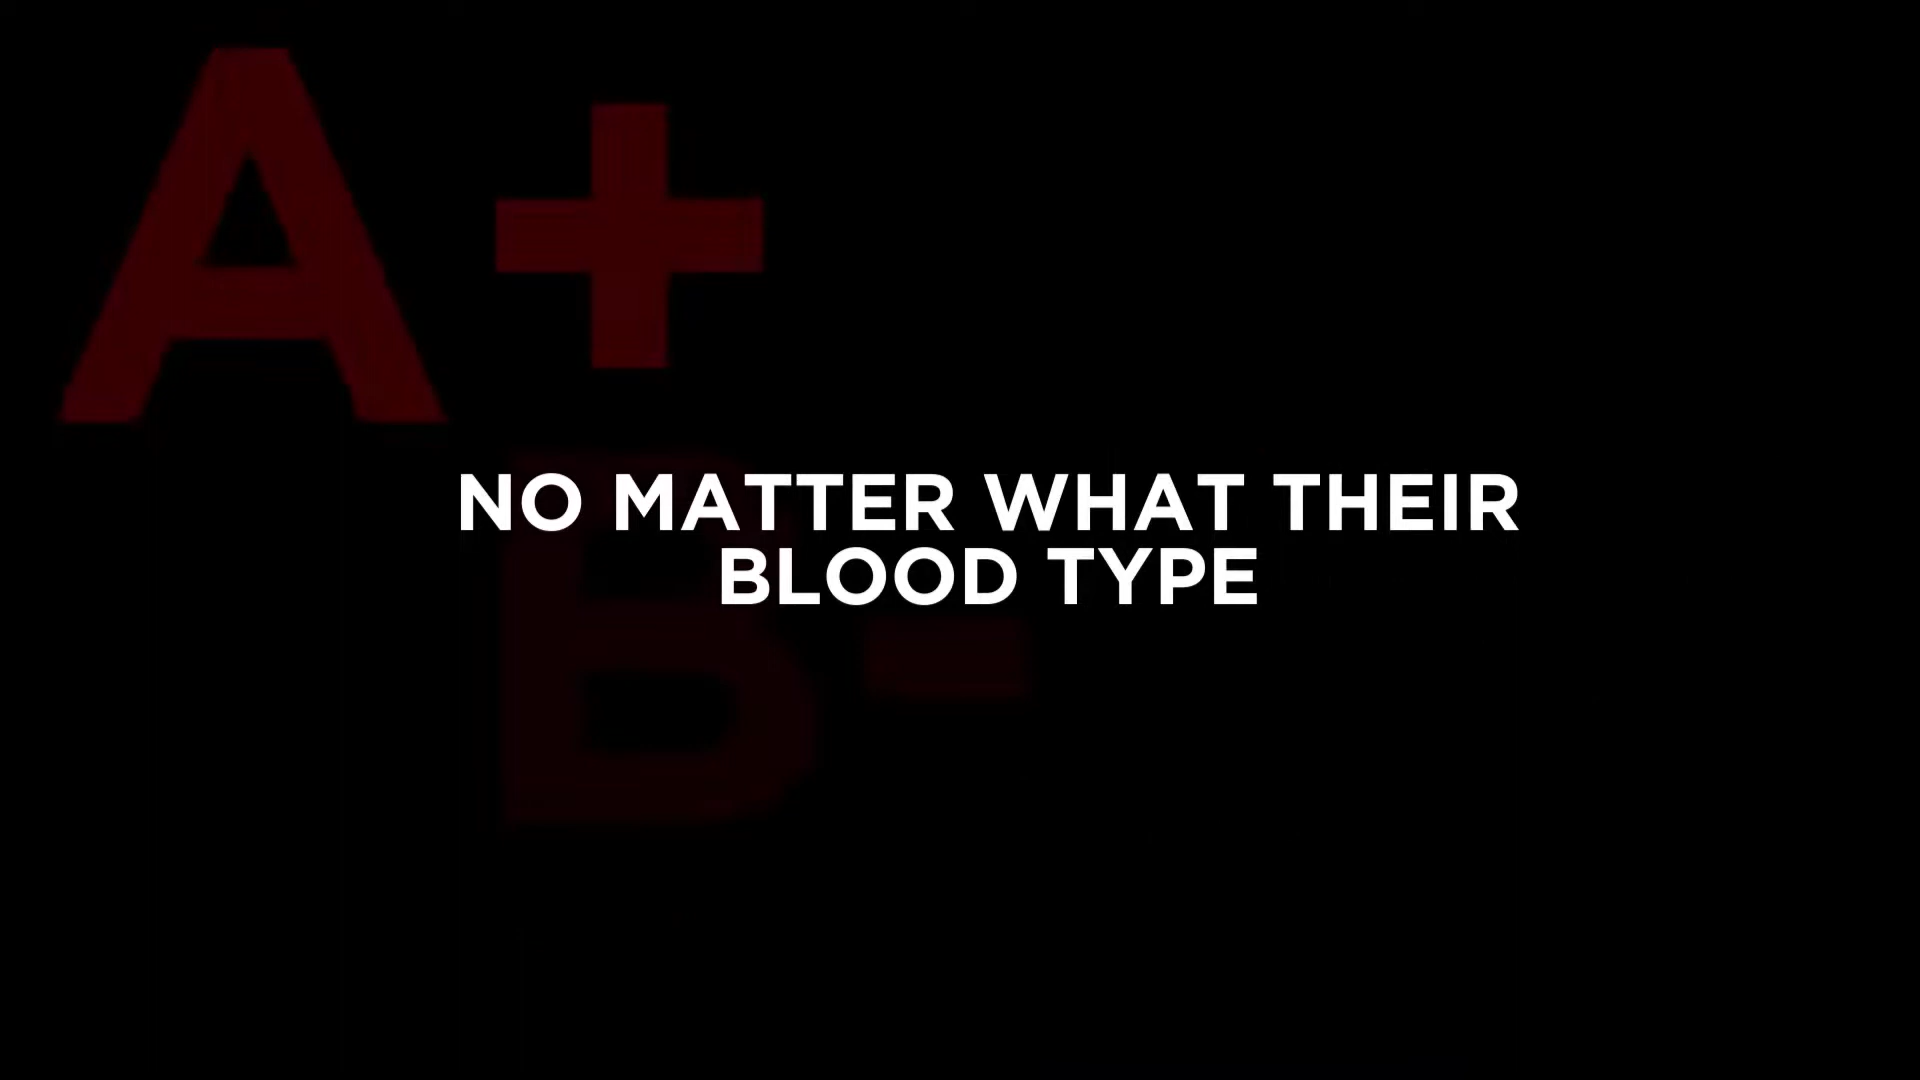 A+
NO MATTER WHAT THEIR
BLOOD TYPE
B-